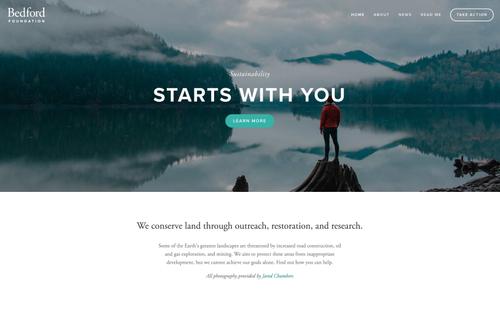 Bedford
FOUNDATION
HOME ABOUT NEWS READ ME TAKE ACTION
Sustainability
STARTS WITH YOU
LEARN MORE
We conserve land through outreach, restoration, and research.
Some of the Earth's greatest landscapes are threatened by increased road construction, oil
and gas exploration, and mining. We aim to protect these areas from inappropriate
development, but we cannot achieve our goals alone. Find out how you can help.
All photography provided by Jared Chambers